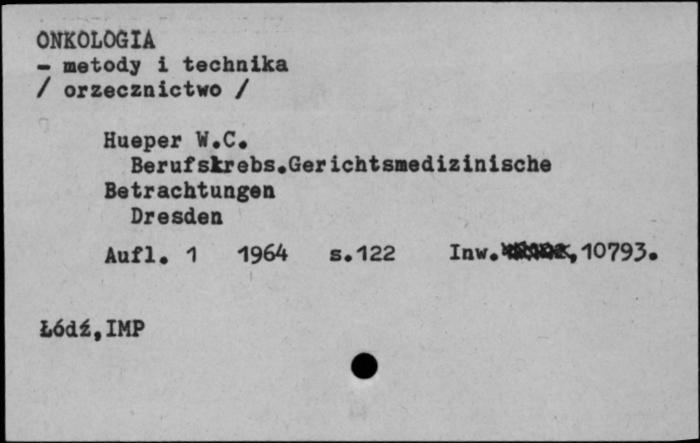 ONKOLOGIA
- metody i technika
/ orzecznictwo /
Hueper W.C.
Berufskrebs.Gerichtsmedizinische
Betrachtungen
Dresden
Aufl. 1 1964 s.122 Inw. ,10793.
Łódź,IMP